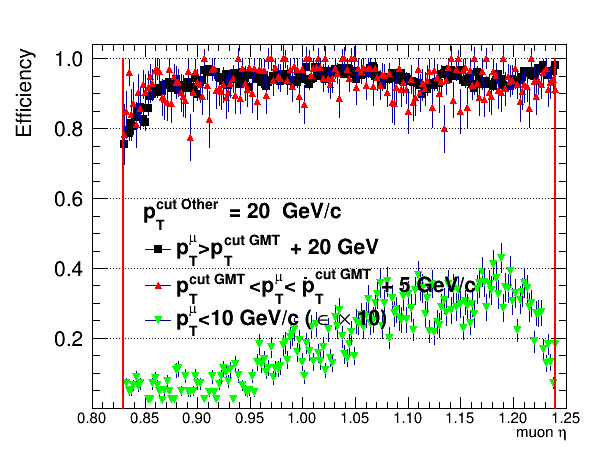 Efficiency
1.0
0.8
0.6
0.4
0.2
p_T^{cut Other} = 20 GeV/c
p_T^μ>p_T^{cut GMT} + 20 GeV
p_T^{cut GMT}<p_T^μ< p_T^{cut GMT} + 5 GeV/c
p_T^μ<10 GeV/c ( ∈ × 10)
0.80 0.85 0.90 0.95 1.00 1.05 1.10 1.15 1.20 1.25
muon η